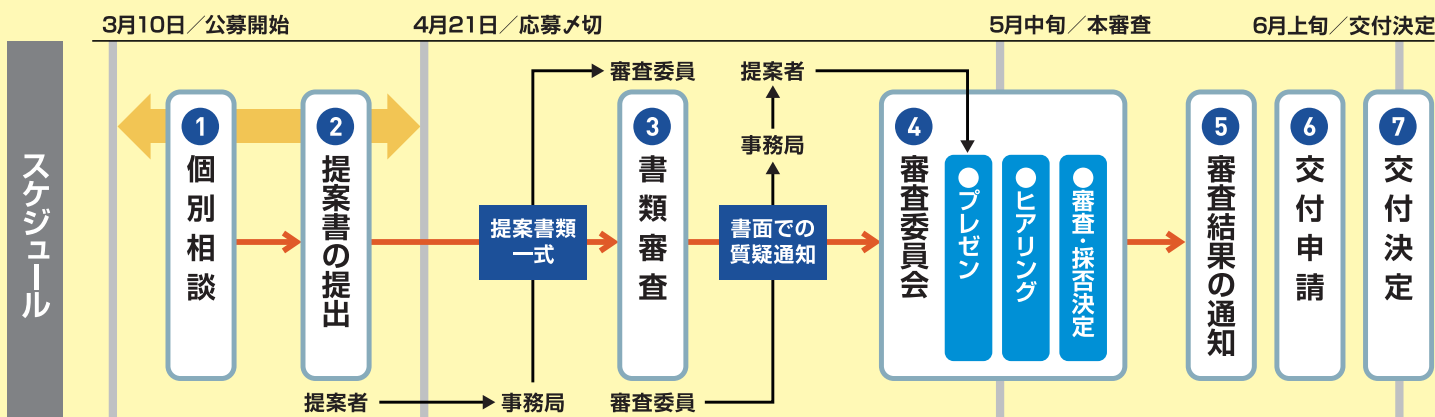 3月10日／公募開始
4月21日／応募〆切
5月中旬／本審査
6月上旬／交付決定
スケジュール
1
個別相談
2
提案書の提出
提案者
事務局
提案書類
一式
審査委員
3
書類審査
審査委員
書面での
質疑通知
事務局
提案者
4
審査委員会
●プレゼン
●ヒアリング
●審査・採否決定
5
審査結果の通知
6
交付申請
7
交付決定